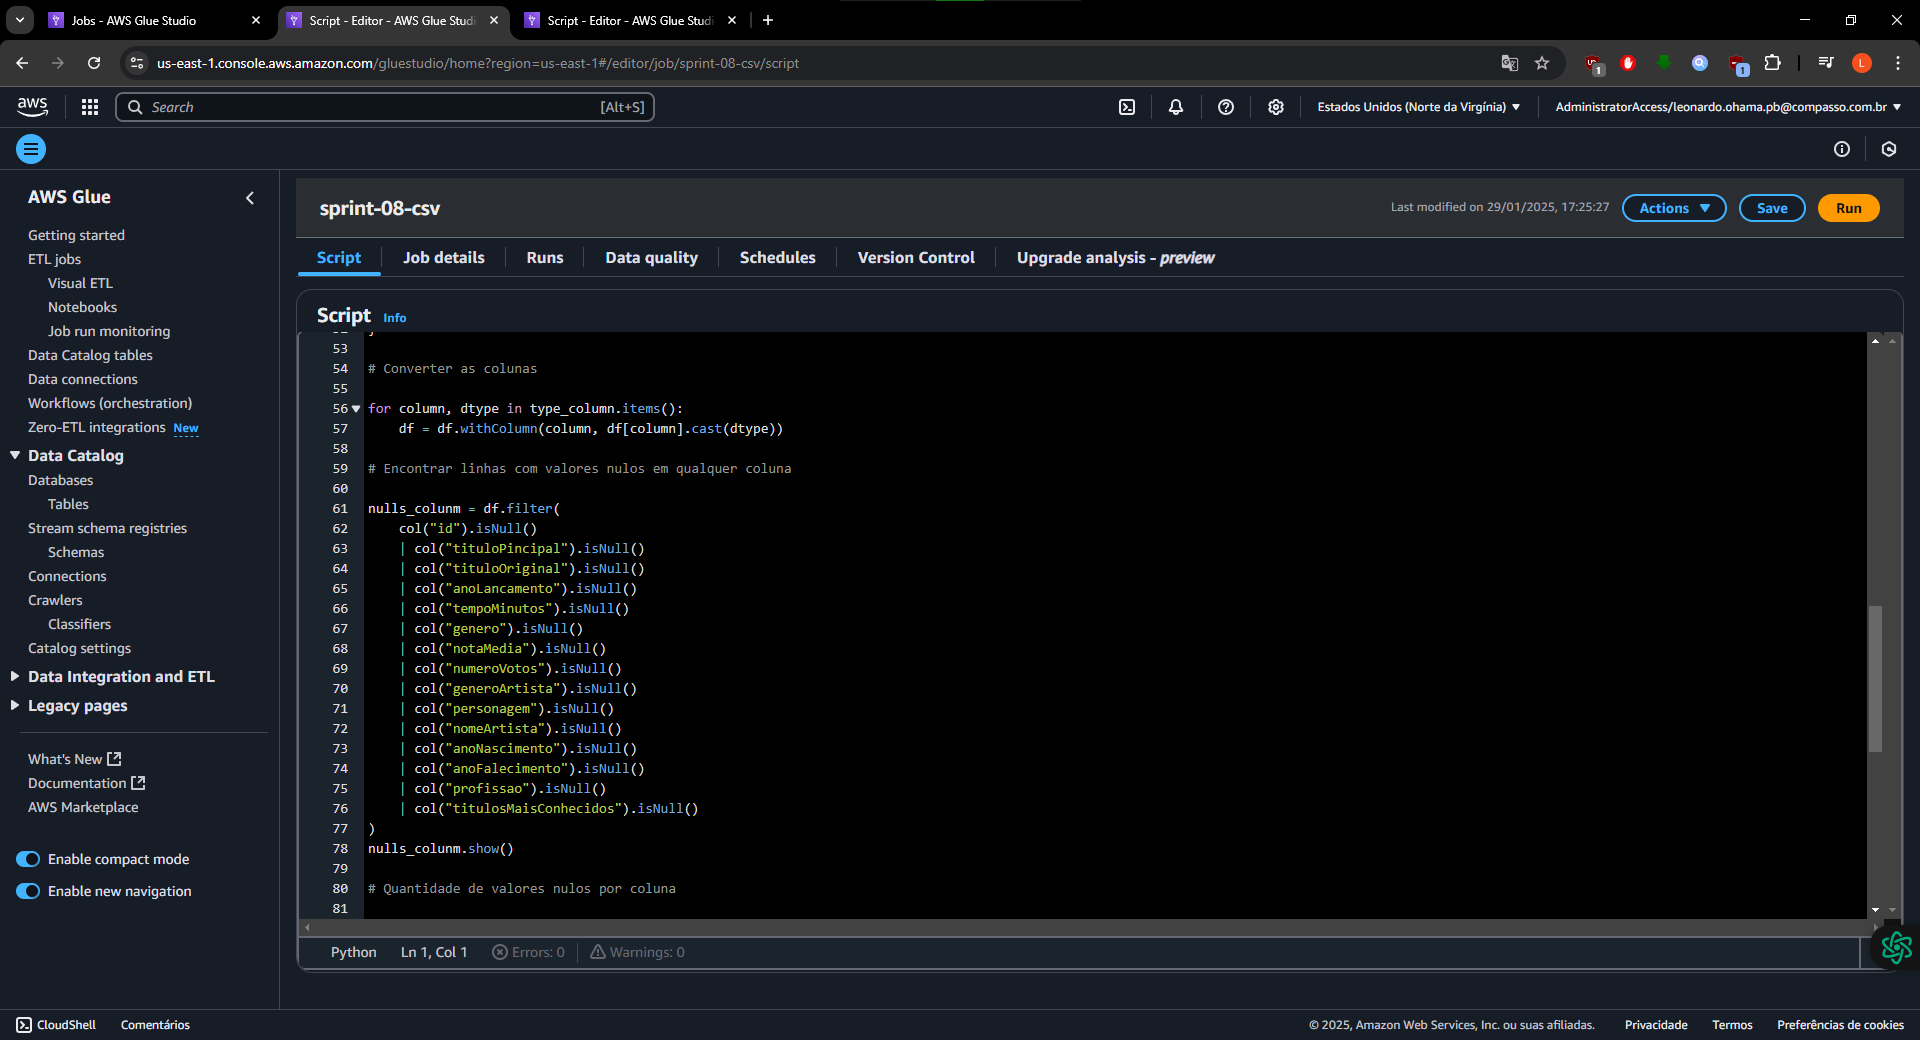 Jobs - AWS Glue Studio
Script - Editor - AWS Glue Studi
Script - Editor - AWS Glue Studi
us-east-1.console.aws.amazon.com/gluestudio/home?region=us-east-1#/editor/job/sprint-08-csv/script
1
1
L
aws
Search
[Alt+S]
Estados Unidos (Norte da Virgínia)
AdministratorAccess/leonardo.ohama.pb@compasso.com.br
AWS Glue
Getting started
ETL jobs
Visual ETL
Notebooks
Job run monitoring
Data Catalog tables
Data connections
Workflows (orchestration)
Zero-ETL integrations New
Data Catalog
Databases
Tables
Stream schema registries
Schemas
Connections
Crawlers
Classifiers
Catalog settings
Data Integration and ETL
Legacy pages
What's New
Documentation
AWS Marketplace
Enable compact mode
Enable new navigation
sprint-08-csv
Last modified on 29/01/2025, 17:25:27
Actions
Save
Run
Script
Job details
Runs
Data quality
Schedules
Version Control
Upgrade analysis - preview
Script Info
53
54 # Converter as colunas
55
56 for column, dtype in type_column.items():
57     df = df.withColumn(column, df[column].cast(dtype))
58
59 # Encontrar linhas com valores nulos em qualquer coluna
60
61 nulls_colunm = df.filter(
62     col("id").isNull()
63     | col("tituloPincipal").isNull()
64     | col("tituloOriginal").isNull()
65     | col("anoLancamento").isNull()
66     | col("tempoMinutos").isNull()
67     | col("genero").isNull()
68     | col("notaMedia").isNull()
69     | col("numeroVotos").isNull()
70     | col("generoArtista").isNull()
71     | col("personagem").isNull()
72     | col("nomeArtista").isNull()
73     | col("anoNascimento").isNull()
74     | col("anoFalecimento").isNull()
75     | col("profissao").isNull()
76     | col("titulosMaisConhecidos").isNull()
77 )
78 nulls_colunm.show()
79
80 # Quantidade de valores nulos por coluna
81
Python
Ln 1, Col 1
Errors: 0
Warnings: 0
CloudShell
Comentários
© 2025, Amazon Web Services, Inc. ou suas afiliadas.
Privacidade
Termos
Preferências de cookies